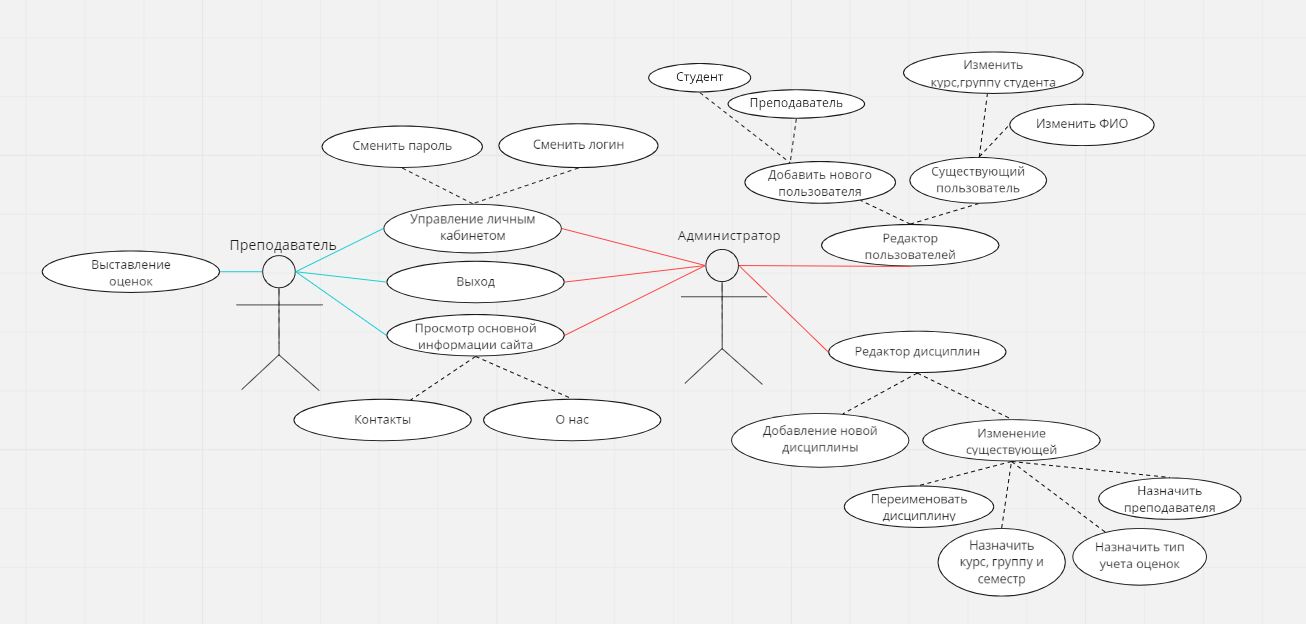 Студент
Преподаватель
Изменить
курс,группу студента
Изменить ФИО
Сменить пароль
Сменить логин
Добавить нового
пользователя
Существующий
пользователь
Управление личным
кабинетом
Преподаватель
Администратор
Редактор
пользователей
Выставление
оценок
Выход
Просмотр основной
информации сайта
Редактор дисциплин
Контакты
О нас
Добавление новой
дисциплины
Изменение
существующей
Переименовать
дисциплину
Назначить
преподавателя
Назначить
курс, группу и
семестр
Назначить тип
учета оценок